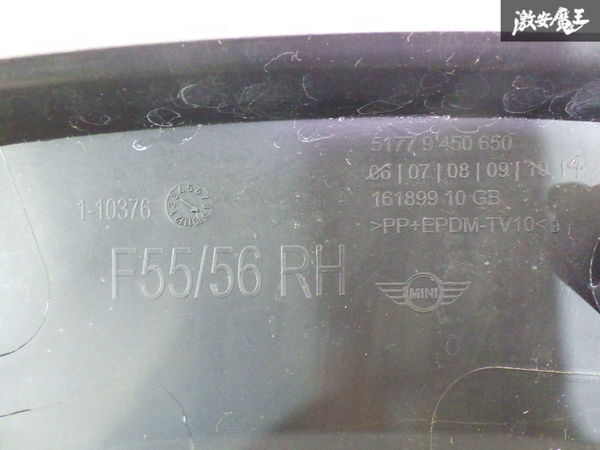 激安魔王
51777 9 450 650
06|07|08|09|10 14
1-10376
161899 10 GB
>PP+EPDM-TV10<
F55/56 RH
MINI